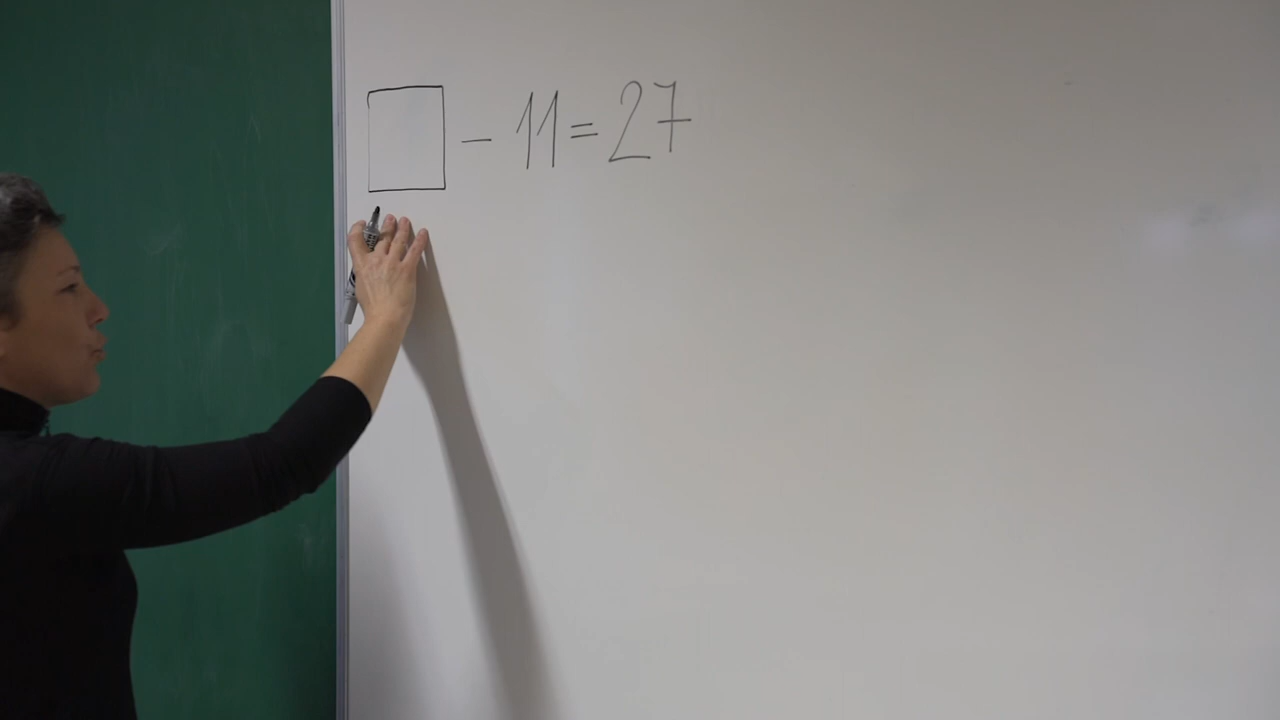 □ - 11 = 27